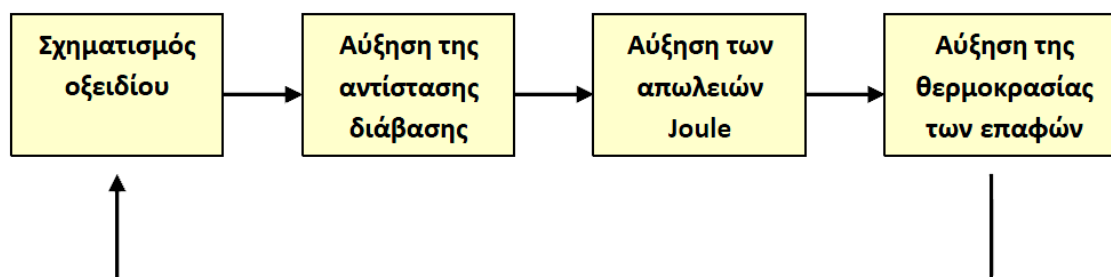 Σχηματισμός
οξειδίου
Αύξηση της
αντίστασης
διάβασης
Αύξηση των
απωλειών
Joule
Αύξηση της
θερμοκρασίας
των επαφών